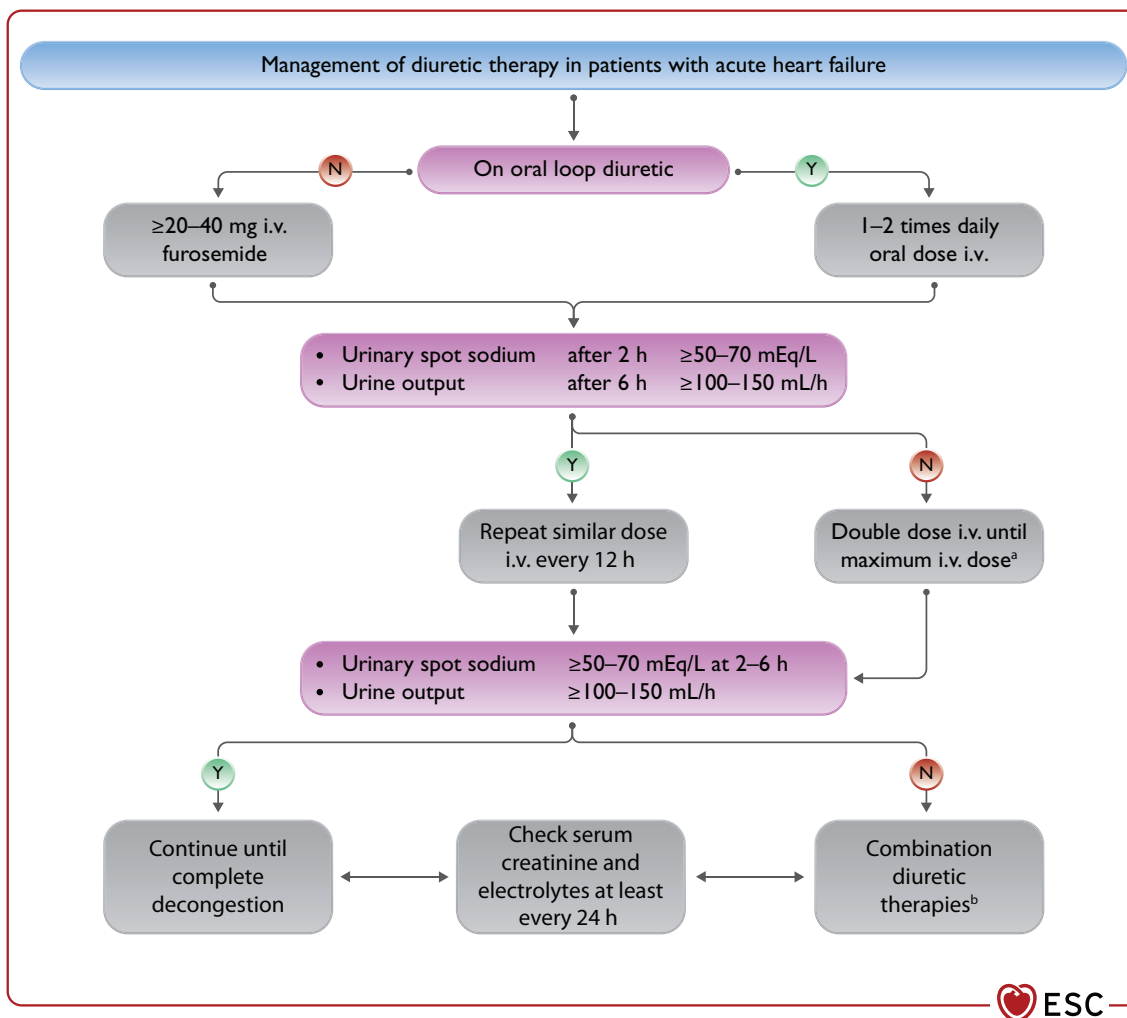 Management of diuretic therapy in patients with acute heart failure
On oral loop diuretic
N
Y
≥20–40 mg i.v.
furosemide
1–2 times daily
oral dose i.v.
• Urinary spot sodium after 2 h ≥50–70 mEq/L
• Urine output after 6 h ≥100–150 mL/h
Y
N
Repeat similar dose
i.v. every 12 h
Double dose i.v. until
maximum i.v. doseᵃ
• Urinary spot sodium ≥50–70 mEq/L at 2–6 h
• Urine output ≥100–150 mL/h
Y
N
Continue until
complete
decongestion
Check serum
creatinine and
electrolytes at least
every 24 h
Combination
diuretic
therapiesᵇ
ESC